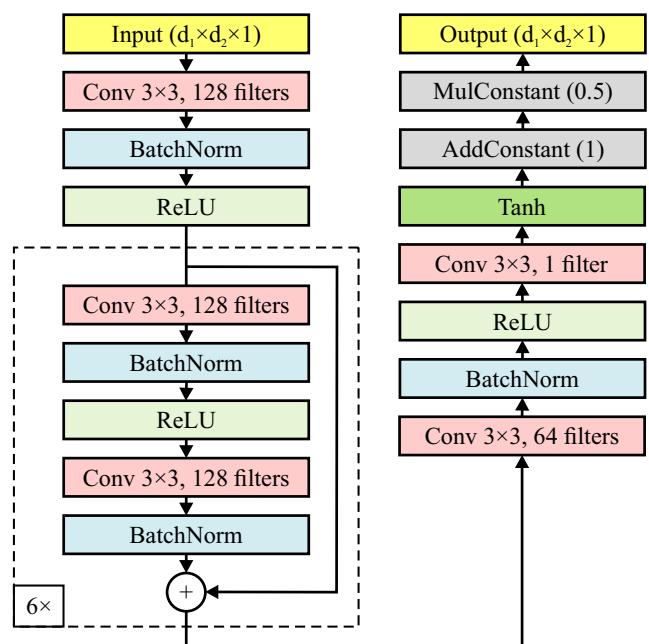 Input (d₁×d₂×1)
Conv 3×3, 128 filters
BatchNorm
ReLU
Conv 3×3, 128 filters
BatchNorm
ReLU
Conv 3×3, 128 filters
BatchNorm
+
6×
Output (d₁×d₂×1)
MulConstant (0.5)
AddConstant (1)
Tanh
Conv 3×3, 1 filter
ReLU
BatchNorm
Conv 3×3, 64 filters